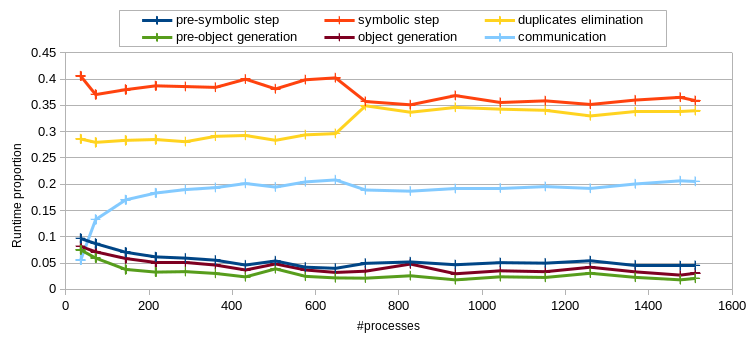 pre-symbolic step symbolic step duplicates elimination
pre-object generation object generation communication
0.45
0.4
0.35
0.3
0.25
0.2
0.15
0.1
0.05
0
Runtime proportion
0 200 400 600 800 1000 1200 1400 1600
#processes